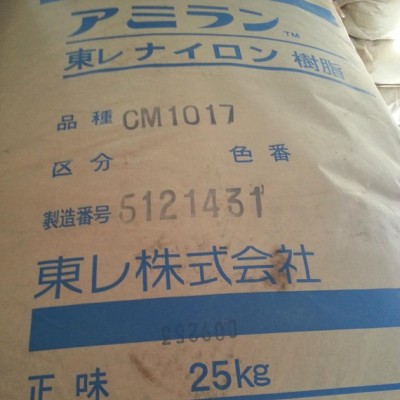 アミラン™
東レナイロン樹脂
品種 CM1017
区分 色番
製造番号 5121431
東レ株式会社
正味 25kg